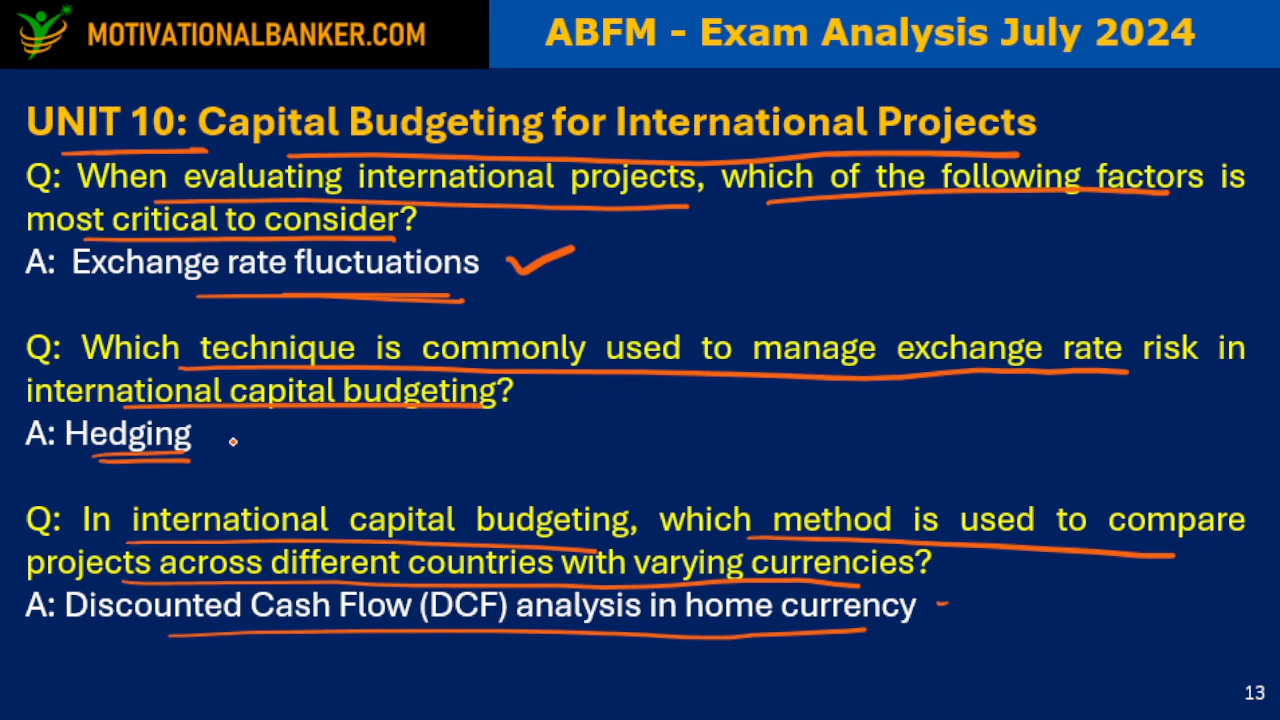 MOTIVATIONALBANKER.COM
ABFM - Exam Analysis July 2024
UNIT 10: Capital Budgeting for International Projects
Q: When evaluating international projects, which of the following factors is
most critical to consider?
A: Exchange rate fluctuations
Q: Which technique is commonly used to manage exchange rate risk in
international capital budgeting?
A: Hedging
Q: In international capital budgeting, which method is used to compare
projects across different countries with varying currencies?
A: Discounted Cash Flow (DCF) analysis in home currency
13